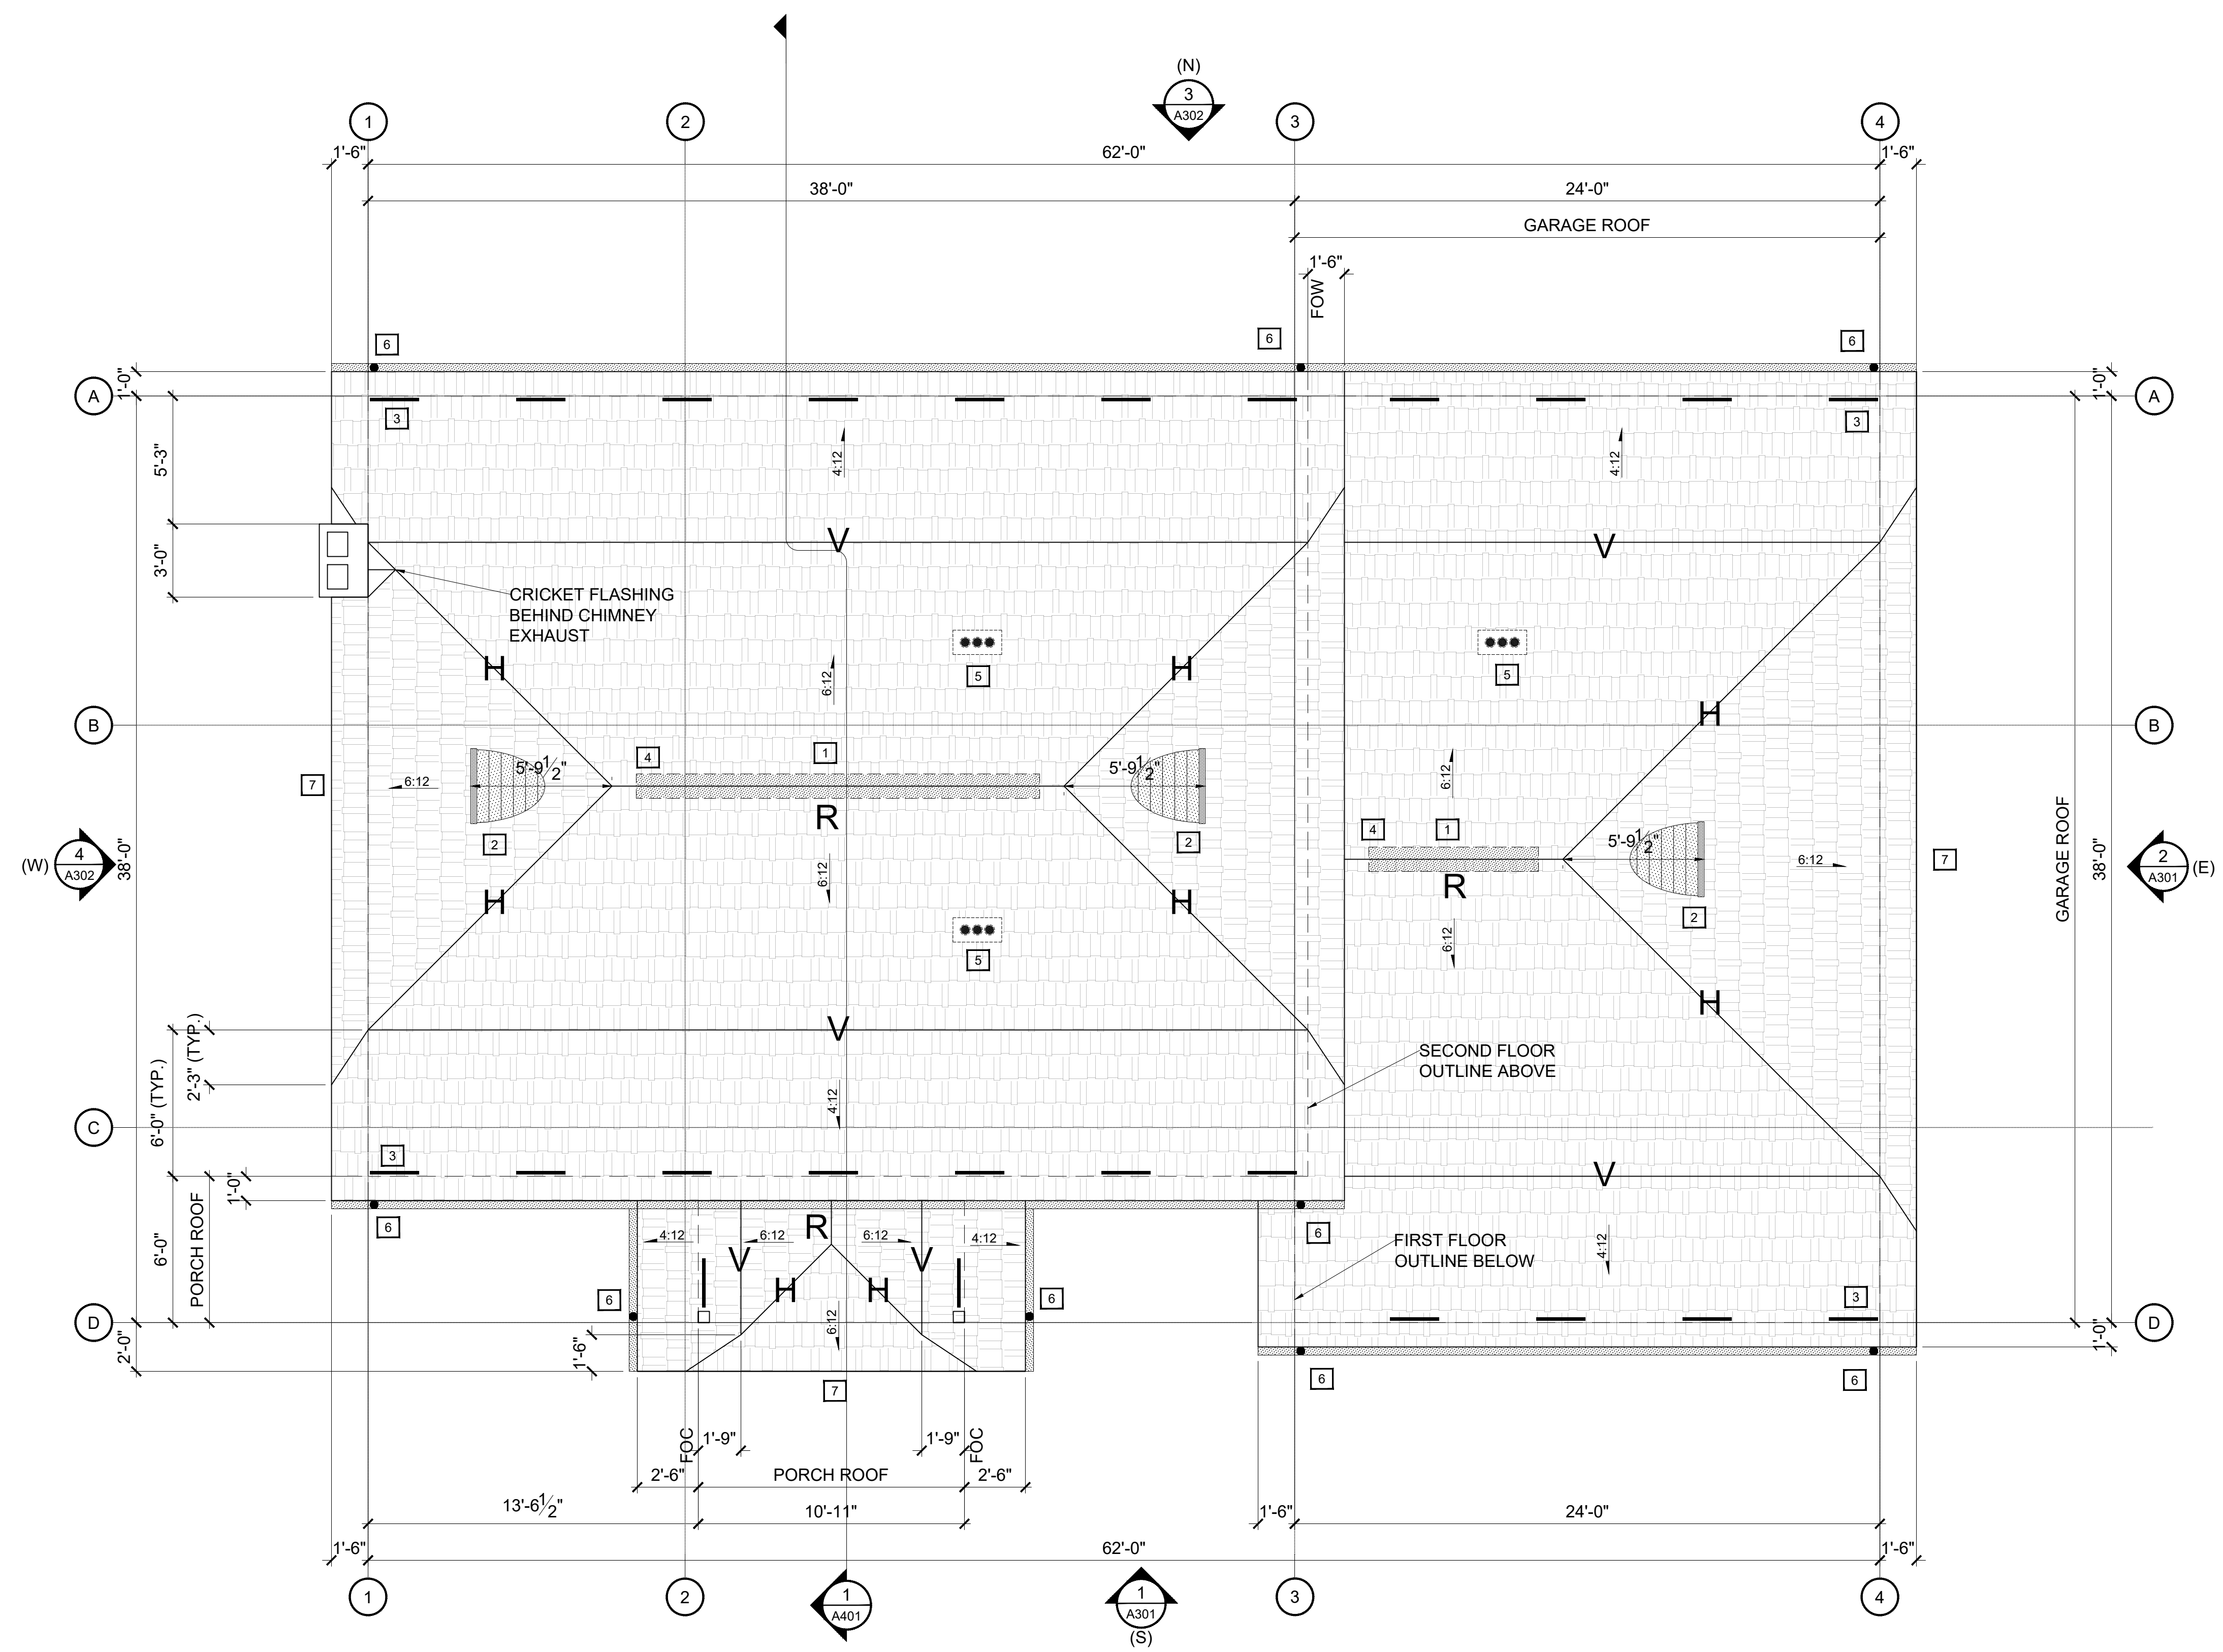 (N)
3
A302
1
2
3
4
1'-6"
62'-0"
1'-6"
38'-0"
24'-0"
GARAGE ROOF
1'-6"
FOW
6
6
6
A
1'-0"
1'-0"
A
3
3
5'-3"
4:12
4:12
V
V
3'-0"
CRICKET FLASHING
BEHIND CHIMNEY
EXHAUST
H
H
5
5
6:12
H
B
B
7
6:12
5'-9 1/2"
4
1
5'-9 1/2"
6:12
R
2
2
4
1
5'-9 1/2"
6:12
7
R
2
(W)
4
A302
38'-0"
GARAGE ROOF
38'-0"
2
A301
(E)
6:12
H
H
6:12
5
H
V
2'-3" (TYP.)
6'-0" (TYP.)
SECOND FLOOR
OUTLINE ABOVE
4:12
C
C
3
V
1'-0"
PORCH ROOF
6'-0"
6
4:12
6:12
R
6:12
4:12
V
V
H
H
6
FIRST FLOOR
OUTLINE BELOW
4:12
6
6
3
6:12
D
D
2'-0"
1'-0"
1'-6"
7
6
6
FOC
1'-9"
1'-9"
FOC
2'-6"
PORCH ROOF
2'-6"
13'-6 1/2"
10'-11"
1'-6"
24'-0"
1'-6"
62'-0"
1'-6"
1
2
1
A401
1
A301
(S)
3
4